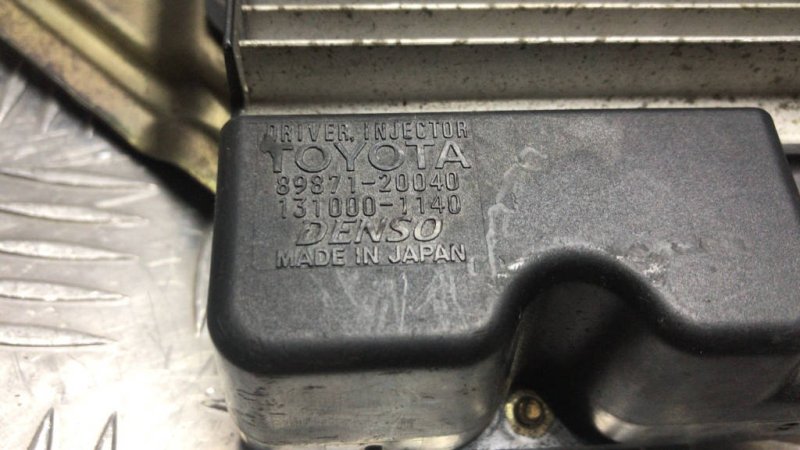 DRIVER, INJECTOR
TOYOTA
89871-20040
131000-1140
DENSO
MADE IN JAPAN